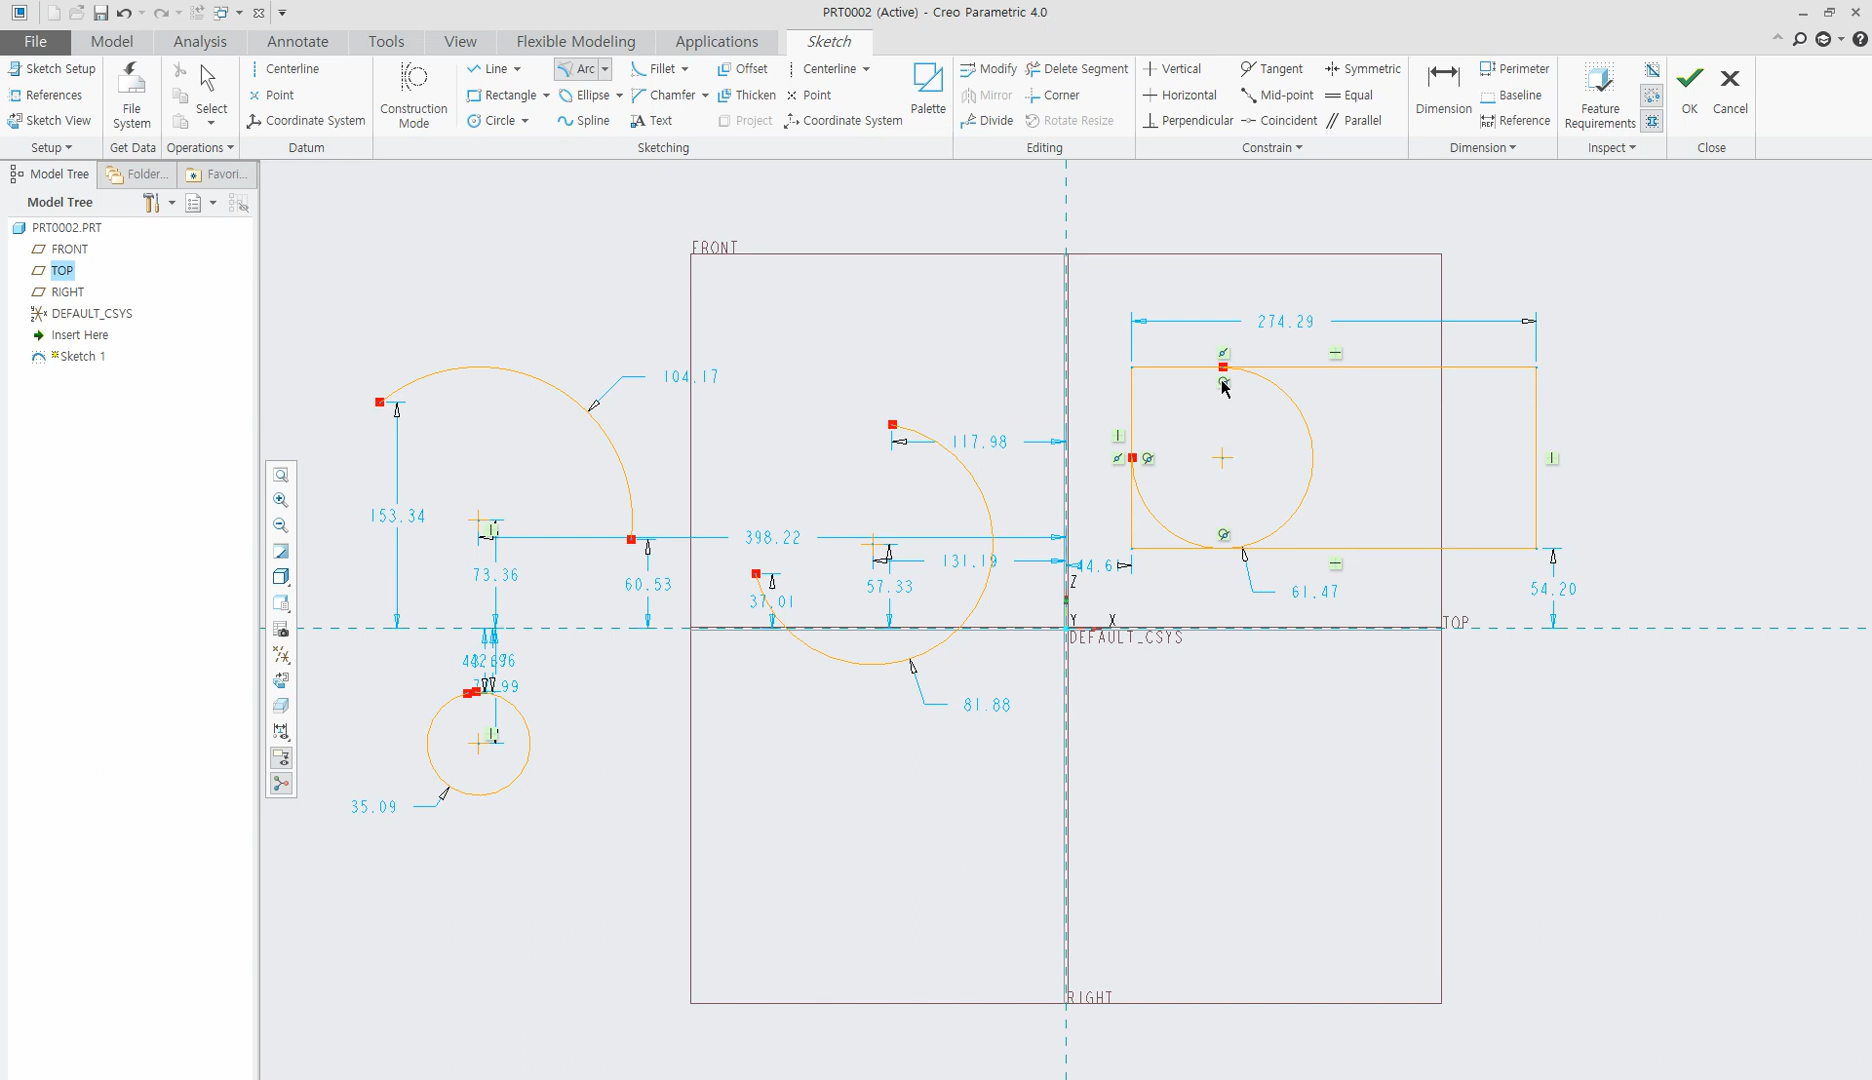 PRT0002 (Active) - Creo Parametric 4.0
File Model Analysis Annotate Tools View Flexible Modeling Applications Sketch
Sketch Setup
References
Sketch View
Setup
File System
Get Data
Select
Operations
Centerline
Point
Coordinate System
Datum
Construction Mode
Line Arc Fillet Offset Centerline
Rectangle Ellipse Chamfer Thicken Point
Circle Spline Text Project Coordinate System
Palette
Sketching
Modify Delete Segment
Mirror Corner
Divide Rotate Resize
Editing
Vertical Tangent Symmetric
Horizontal Mid-point Equal
Perpendicular Coincident Parallel
Constrain
Dimension
Perimeter
Baseline
Reference
Dimension
Feature Requirements
Inspect
OK Cancel
Close
Model Tree Folder... Favori...
Model Tree
PRT0002.PRT
FRONT
TOP
RIGHT
DEFAULT_CSYS
Insert Here
Sketch 1
FRONT
274.29
104.17
117.98
153.34
398.22
131.19
73.36
60.53
37.01
57.33
61.47
54.20
Z
Y X
TOP
DEFAULT_CSYS
81.88
35.09
RIGHT